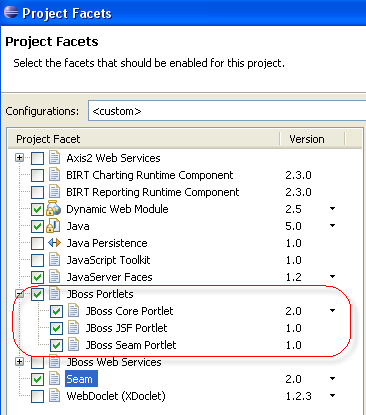 Project Facets
Project Facets
Select the facets that should be enabled for this project.
Configurations: <custom>
Project Facet Version
Axis2 Web Services
BIRT Charting Runtime Component 2.3.0
BIRT Reporting Runtime Component 2.3.0
Dynamic Web Module 2.5
Java 5.0
Java Persistence 1.0
JavaScript Toolkit 1.0
JavaServer Faces 1.2
JBoss Portlets
JBoss Core Portlet 2.0
JBoss JSF Portlet 1.0
JBoss Seam Portlet 1.0
JBoss Web Services
Seam 2.0
WebDoclet (XDoclet) 1.2.3